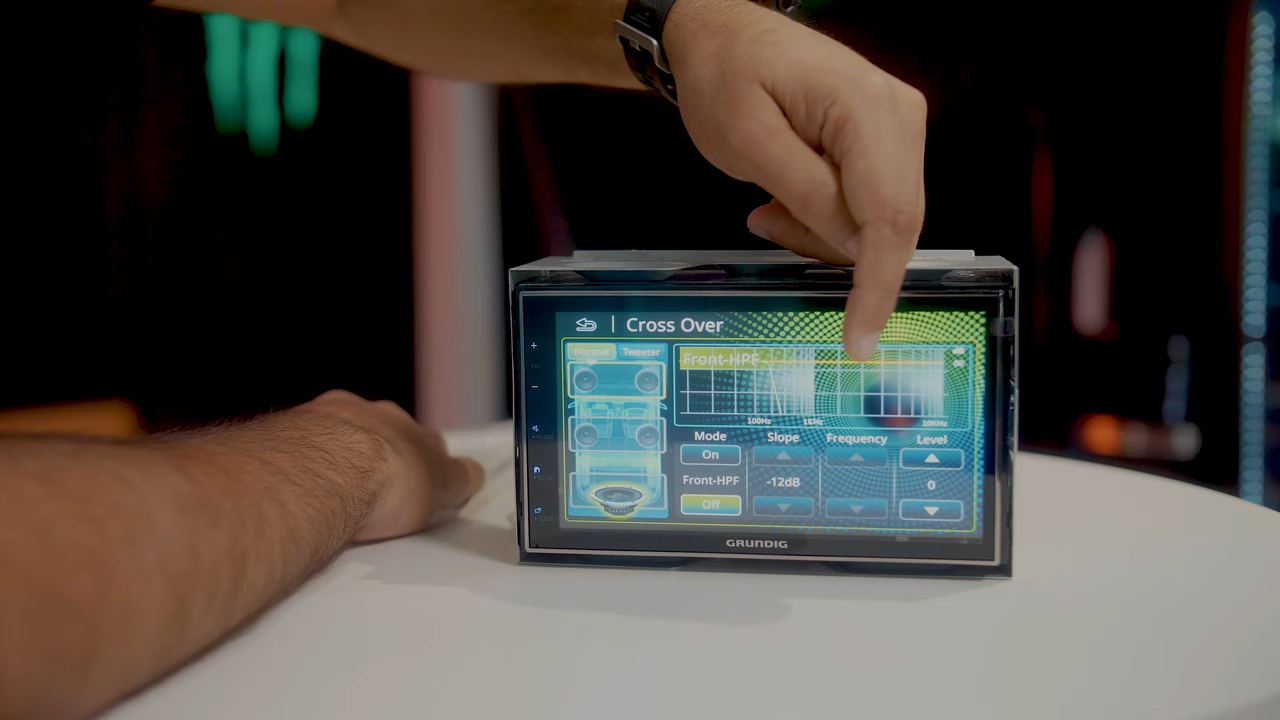 Cross Over
Normal Tweeter
Front-HPF
100Hz 1KHz 10KHz
Mode Slope Frequency Level
On
Front-HPF -12dB 0
Off
GRUNDIG